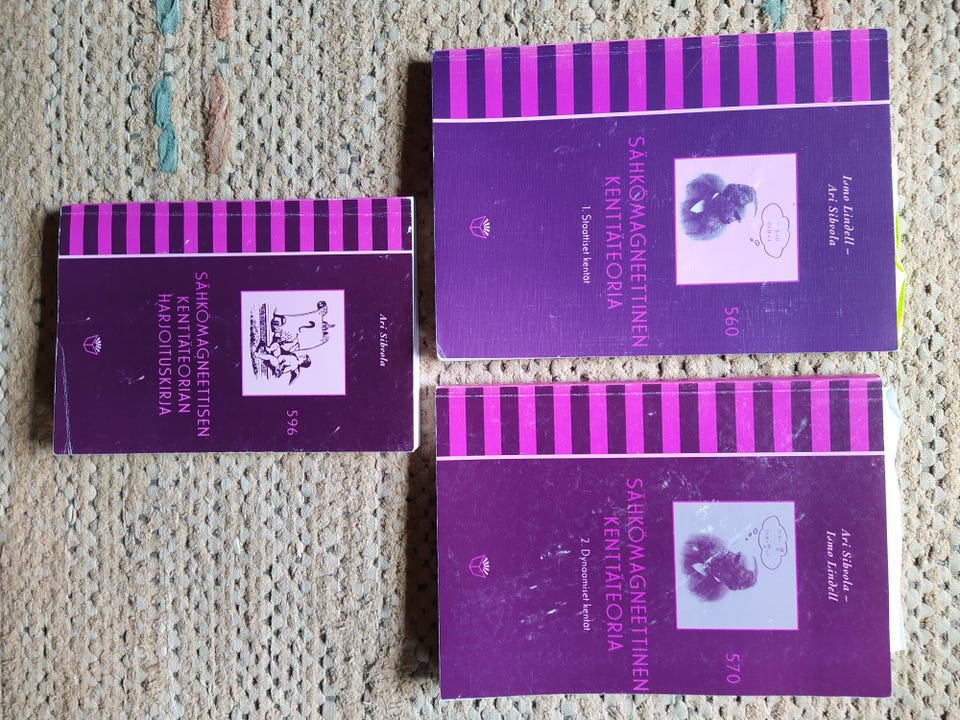 Ismo Lindell –
Ari Sihvola
560
SÄHKÖMAGNEETTINEN
KENTTÄTEORIA
1. Staattiset kentät
Ari Sihvola –
Ismo Lindell
570
SÄHKÖMAGNEETTINEN
KENTTÄTEORIA
2. Dynaamiset kentät
Ari Sihvola
596
SÄHKÖMAGNEETTISEN
KENTTÄTEORIAN
HARJOITUSKIRJA